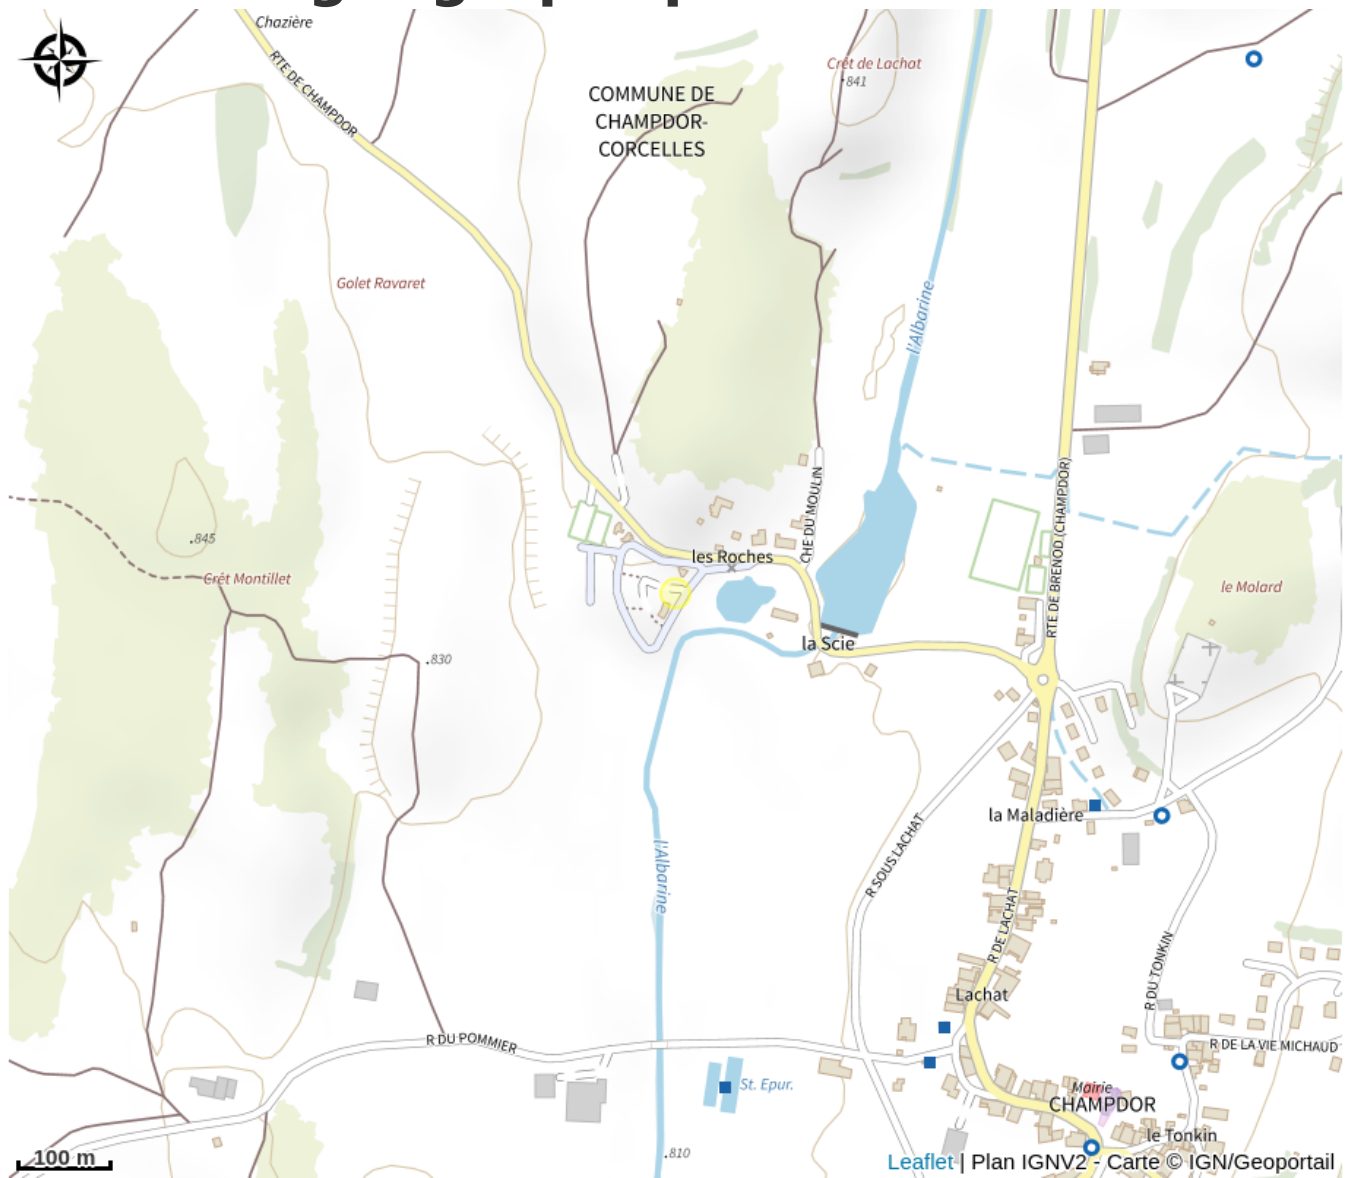 Chazière
RTE DE CHAMPDOR
Crêt de Lachat
841
COMMUNE DE
CHAMPDOR-
CORCELLES
Golet Ravaret
l'Albarine
RTE DE BRENOD (CHAMPDOR)
CHE DU MOULIN
.845
Crêt Montillet
les Roches
le Molard
la Scie
.830
la Maladière
R SOUS LACHAT
l'Albarine
R DE LACHAT
R DU TONKIN
Lachat
R DU POMMIER
R DE LA VIE MICHAUD
St. Epur.
Mairie
CHAMPDOR
le Tonkin
.810
100 m
Leaflet | Plan IGNV2 - Carte © IGN/Geoportail